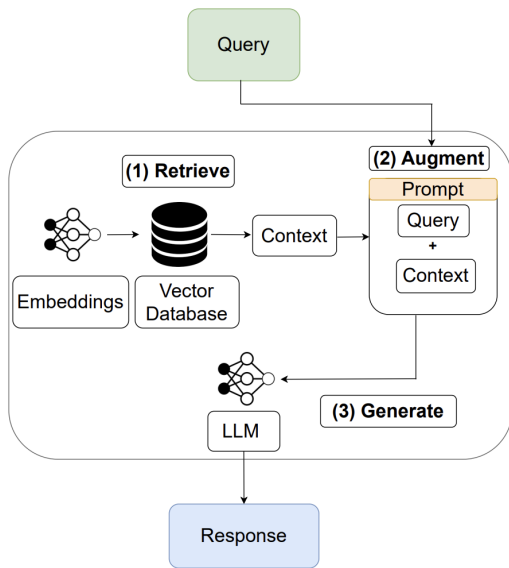 Query
(1) Retrieve
(2) Augment
Prompt
Query
+
Context
Context
Embeddings
Vector
Database
(3) Generate
LLM
Response